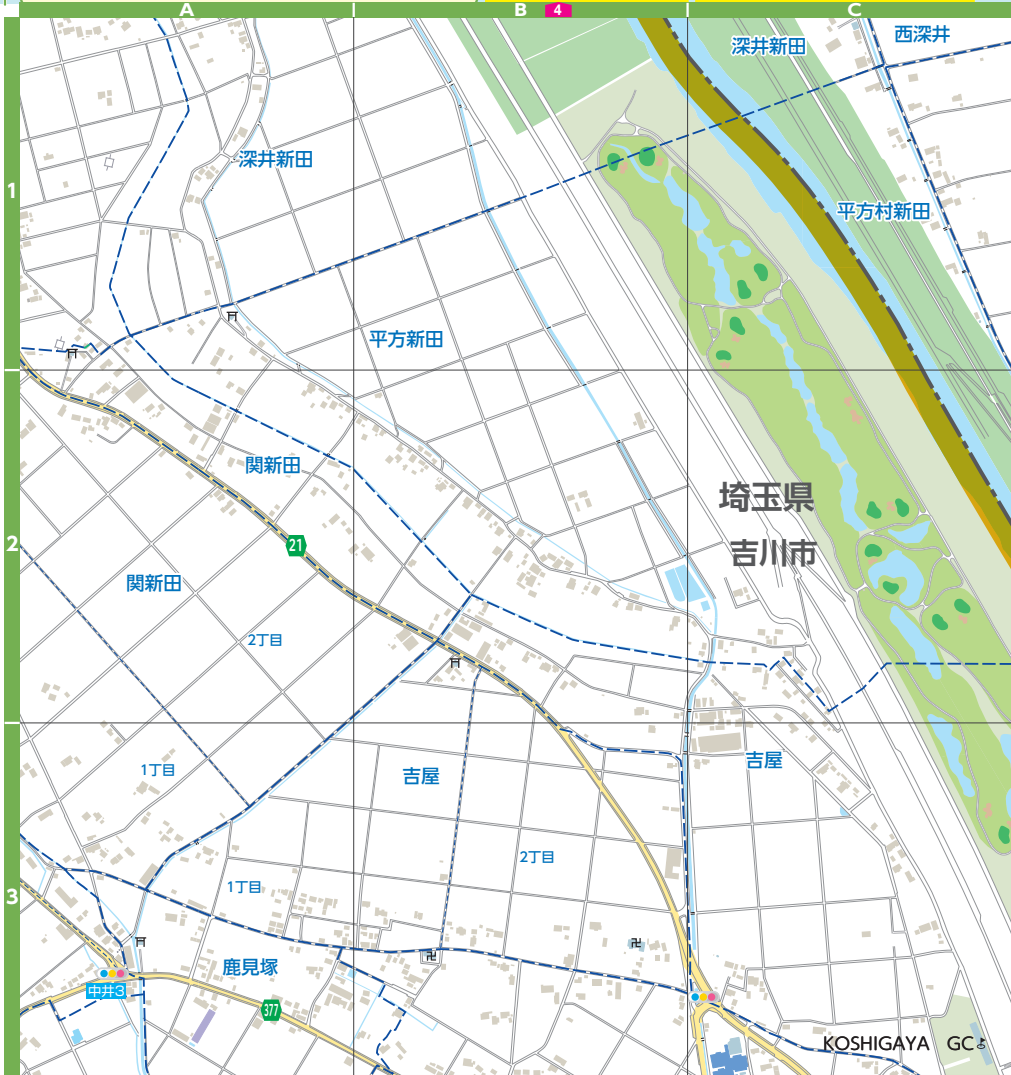 A
B
4
C
深井新田
西深井
深井新田
1
平方村新田
平方新田
関新田
埼玉県
吉川市
2
21
関新田
2丁目
1丁目
吉屋
吉屋
2丁目
1丁目
3
鹿見塚
中井3
377
KOSHIGAYA GC